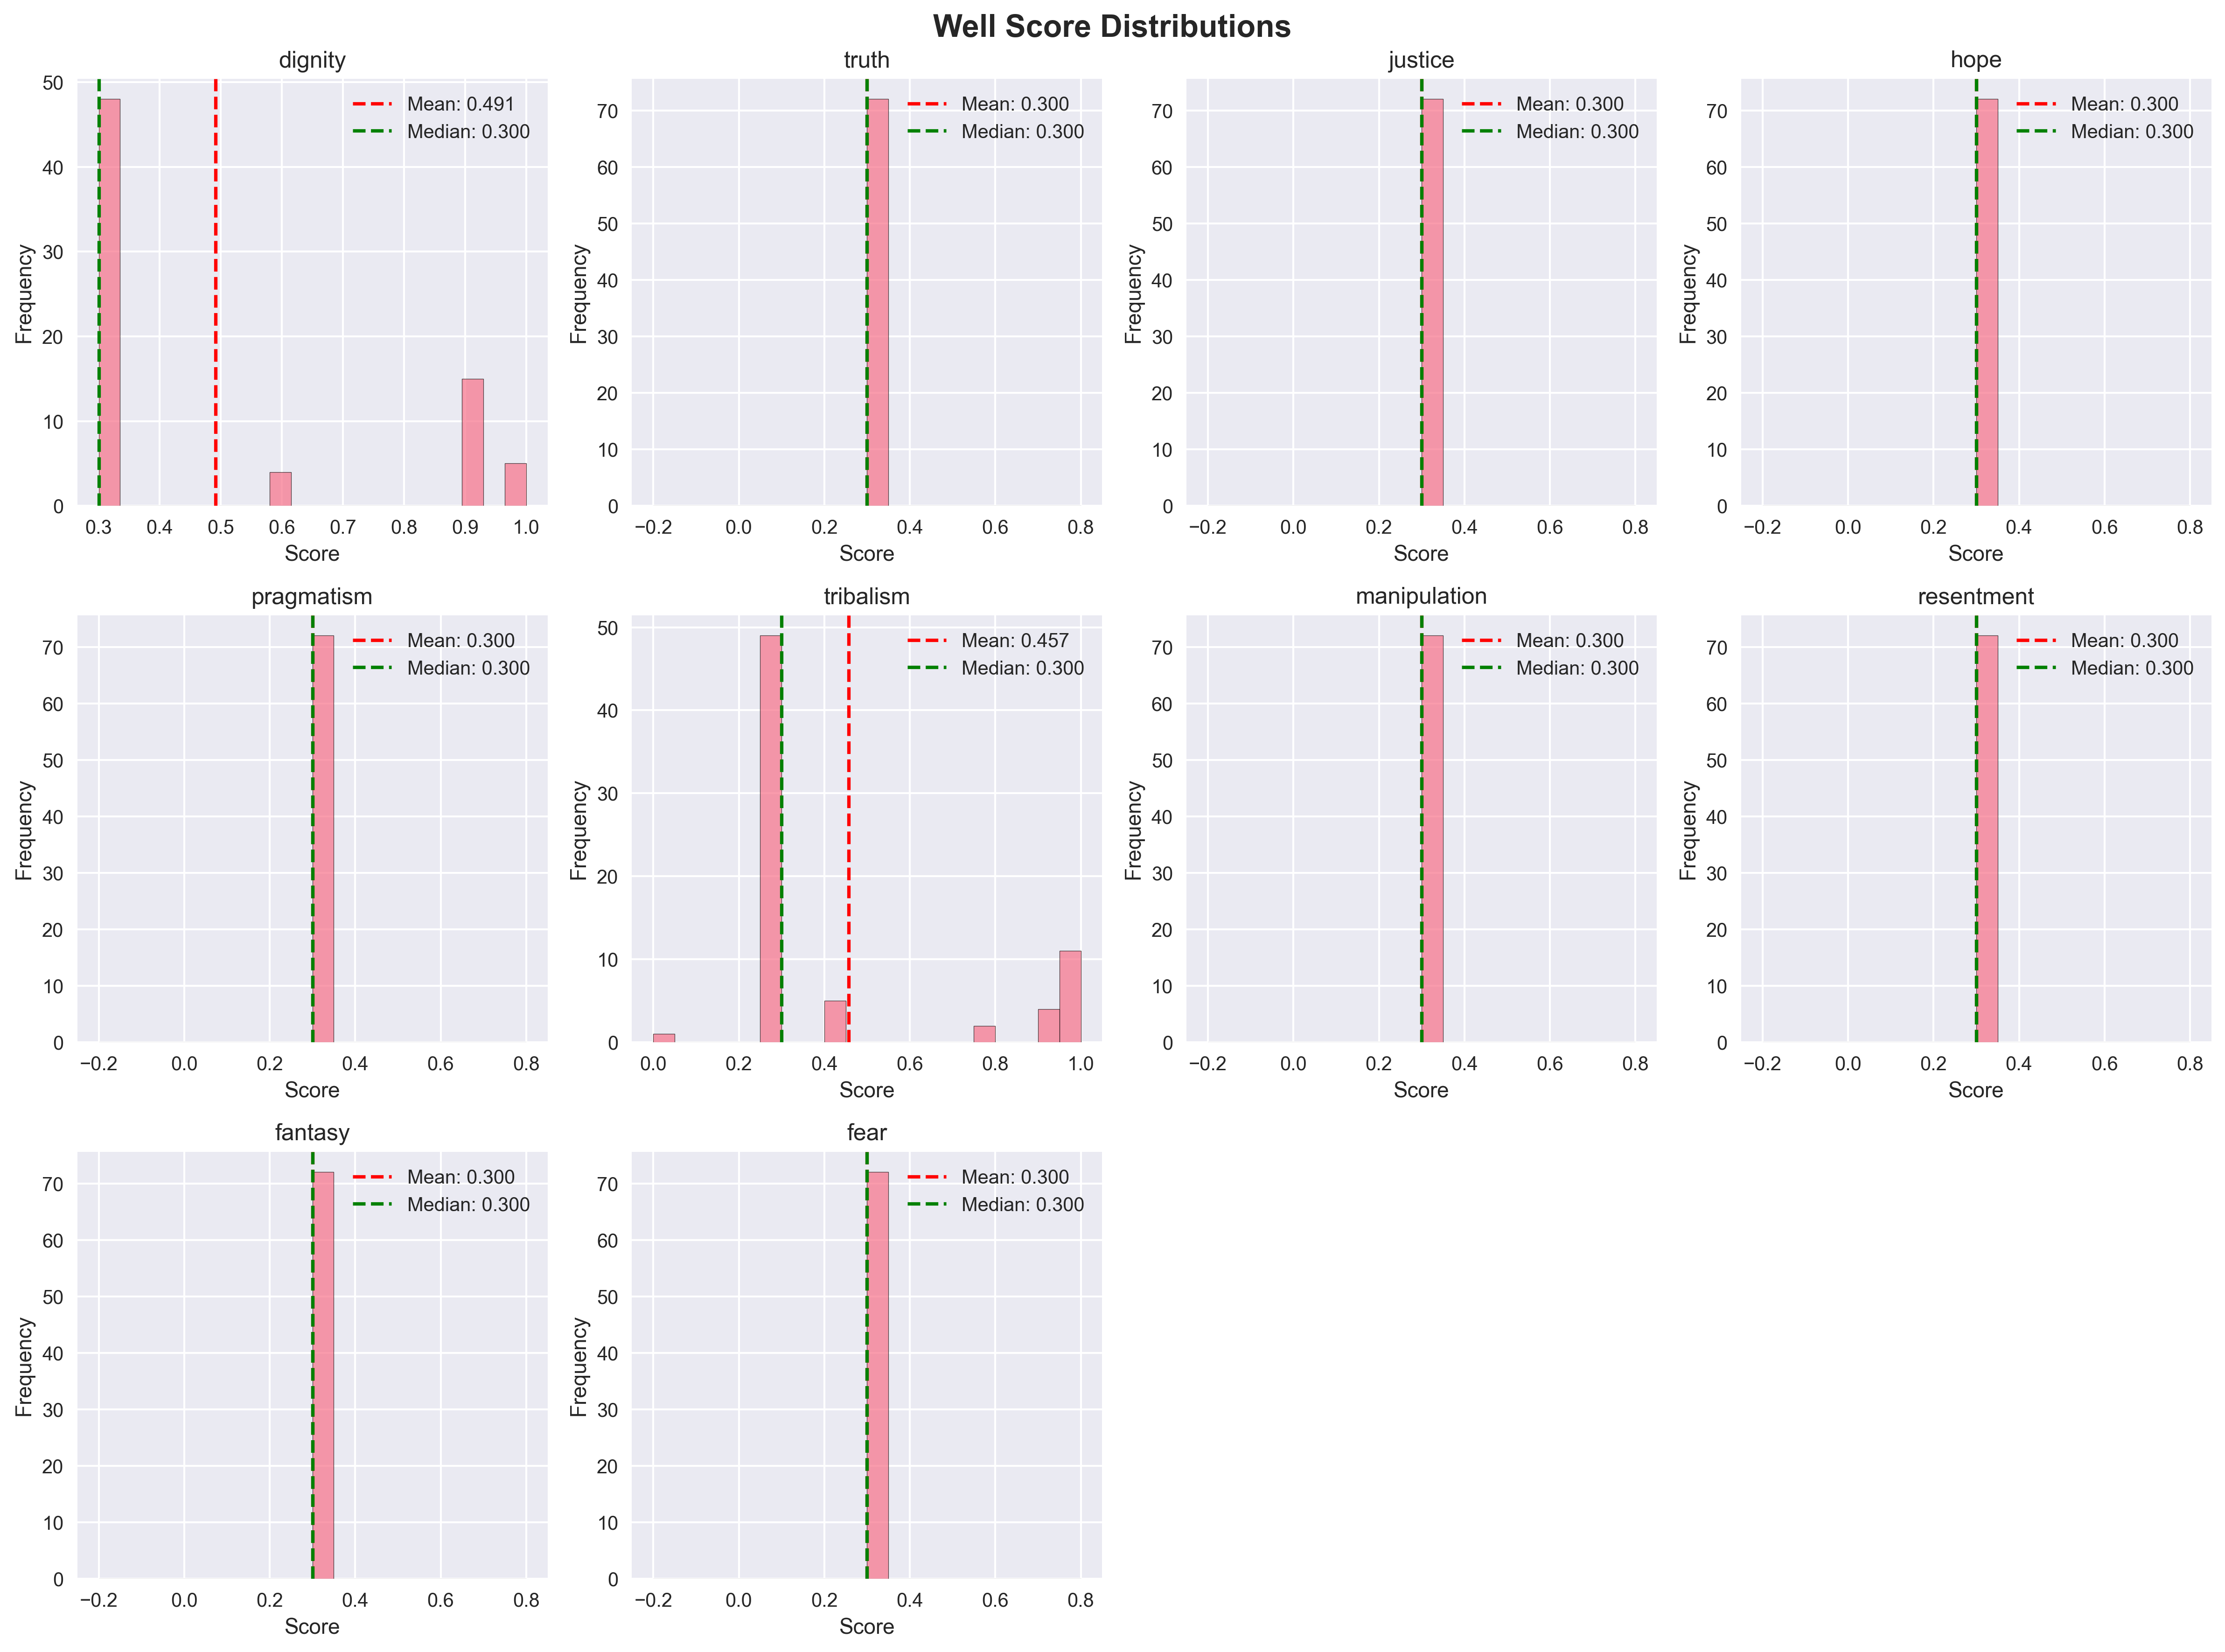 Well Score Distributions
dignity
50
40
30
20
10
0
Frequency
Mean: 0.491
Median: 0.300
0.3 0.4 0.5 0.6 0.7 0.8 0.9 1.0
Score
truth
70
60
50
40
30
20
10
0
Frequency
Mean: 0.300
Median: 0.300
−0.2 0.0 0.2 0.4 0.6 0.8
Score
justice
70
60
50
40
30
20
10
0
Frequency
Mean: 0.300
Median: 0.300
−0.2 0.0 0.2 0.4 0.6 0.8
Score
hope
70
60
50
40
30
20
10
0
Frequency
Mean: 0.300
Median: 0.300
−0.2 0.0 0.2 0.4 0.6 0.8
Score
pragmatism
70
60
50
40
30
20
10
0
Frequency
Mean: 0.300
Median: 0.300
−0.2 0.0 0.2 0.4 0.6 0.8
Score
tribalism
50
40
30
20
10
0
Frequency
Mean: 0.457
Median: 0.300
0.0 0.2 0.4 0.6 0.8 1.0
Score
manipulation
70
60
50
40
30
20
10
0
Frequency
Mean: 0.300
Median: 0.300
−0.2 0.0 0.2 0.4 0.6 0.8
Score
resentment
70
60
50
40
30
20
10
0
Frequency
Mean: 0.300
Median: 0.300
−0.2 0.0 0.2 0.4 0.6 0.8
Score
fantasy
70
60
50
40
30
20
10
0
Frequency
Mean: 0.300
Median: 0.300
−0.2 0.0 0.2 0.4 0.6 0.8
Score
fear
70
60
50
40
30
20
10
0
Frequency
Mean: 0.300
Median: 0.300
−0.2 0.0 0.2 0.4 0.6 0.8
Score